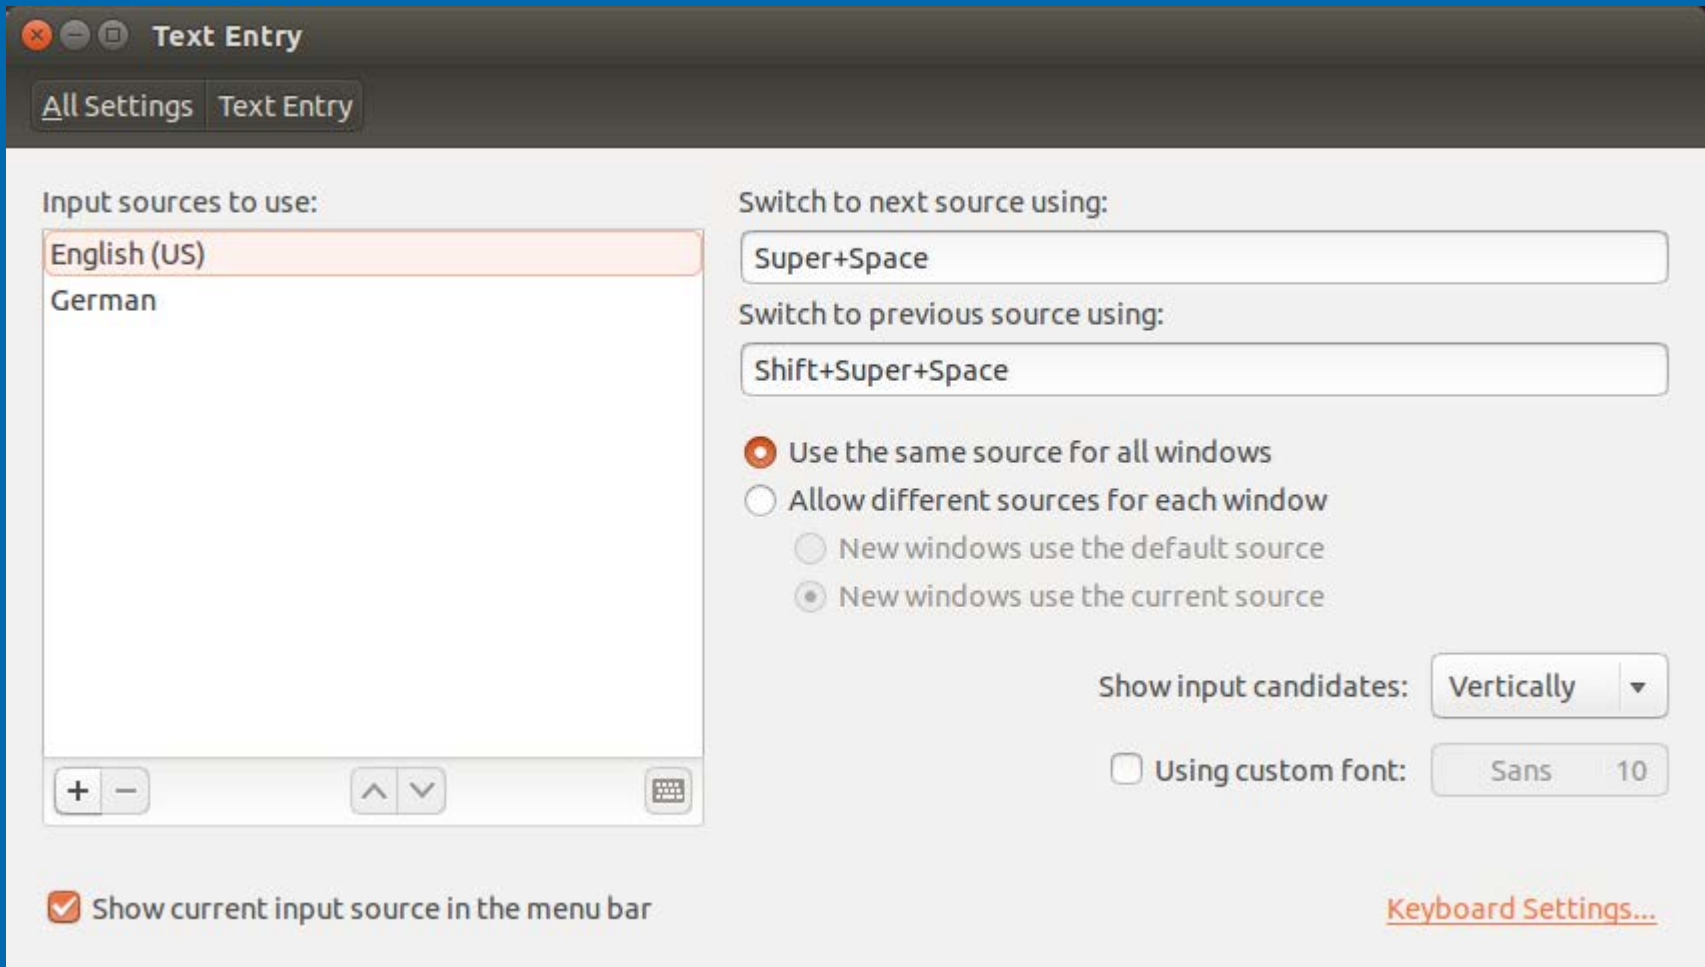 Text Entry
All Settings
Text Entry
Input sources to use:
English (US)
German
Switch to next source using:
Super+Space
Switch to previous source using:
Shift+Super+Space
Use the same source for all windows
Allow different sources for each window
New windows use the default source
New windows use the current source
Show input candidates: Vertically
Using custom font: Sans 10
Show current input source in the menu bar
Keyboard Settings...